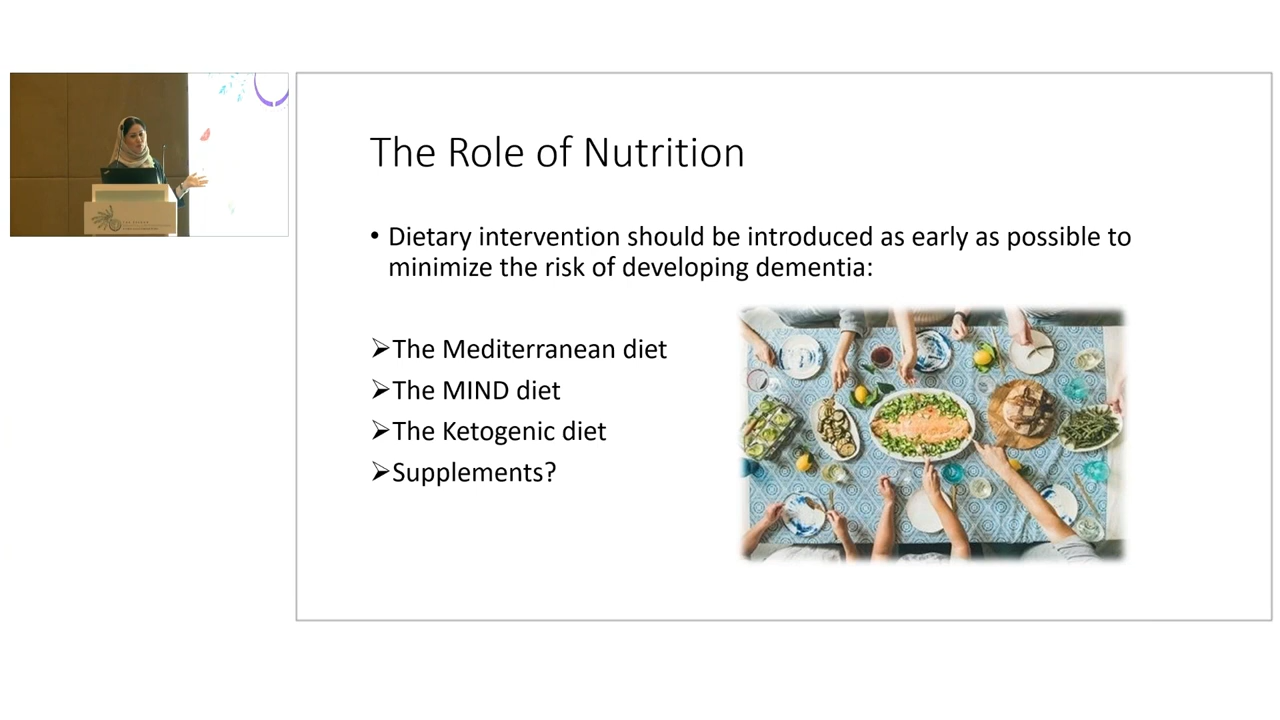 The Role of Nutrition
• Dietary intervention should be introduced as early as possible to
minimize the risk of developing dementia:
➢The Mediterranean diet
➢The MIND diet
➢The Ketogenic diet
➢Supplements?